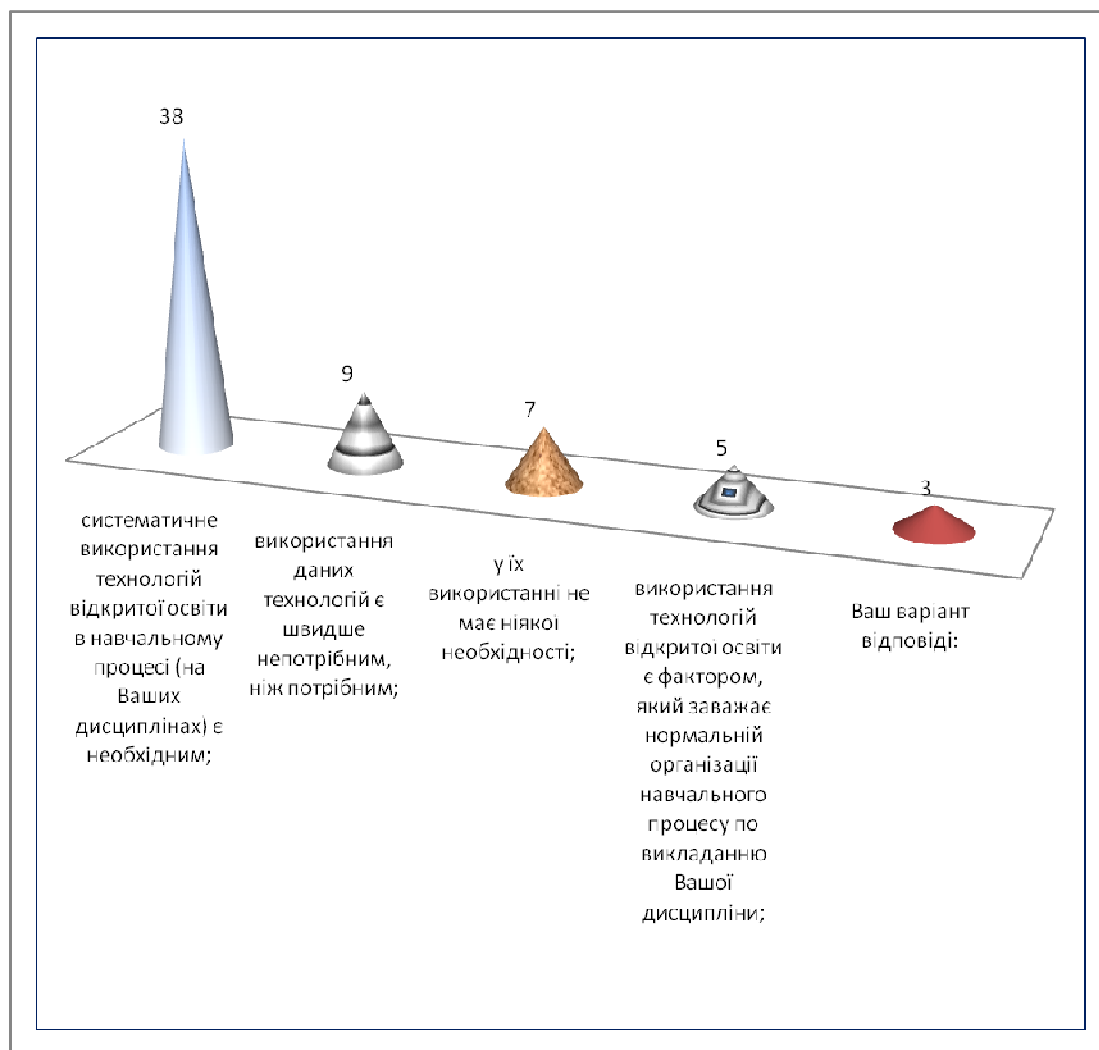 38
систематичне
використання
технологій
відкритої освіти
в навчальному
процесі (на
Ваших
дисциплінах) є
необхідним;
9
використання
даних
технологій є
швидше
непотрібним,
ніж потрібним;
7
у їх
використанні не
має ніякої
необхідності;
5
використання
технологій
відкритої освіти
є фактором,
який заважає
нормальній
організації
навчального
процесу по
викладанню
Вашої
дисципліни;
3
Ваш варіант
відповіді: